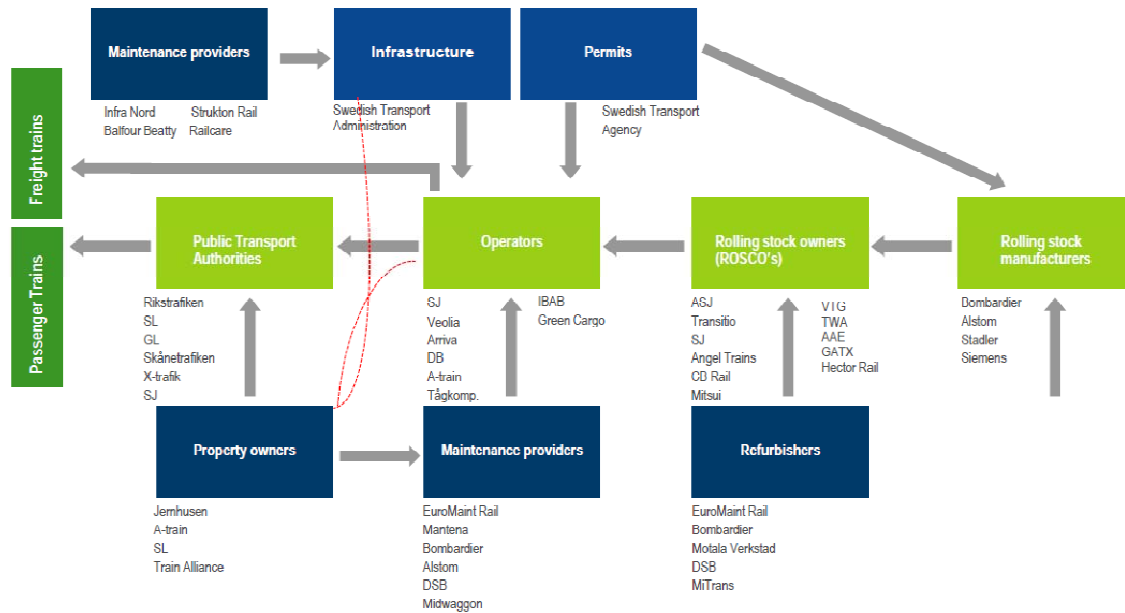 Maintenance providers
Infrastructure
Permits
Infra Nord
Strukton Rail
Balfour Beatty
Railcare
Swedish Transport
Administration
Swedish Transport
Agency
Freight trains
Passenger Trains
Public Transport
Authorities
Operators
Rolling stock owners
(ROSCO's)
Rolling stock
manufacturers
Rikstrafiken
SL
GL
Skånetrafiken
X-trafik
SJ
SJ
Veolia
Arriva
DB
A-train
Tågkomp.
IBAB
Green Cargo
ASJ
Transitio
SJ
Angel Trains
CB Rail
Mitsui
VTG
TWA
AAE
GATX
Hector Rail
Bombardier
Alstom
Stadler
Siemens
Property owners
Maintenance providers
Refurbishers
Jernhusen
A-train
SL
Train Alliance
EuroMaint Rail
Mantena
Bombardier
Alstom
DSB
Midwaggon
EuroMaint Rail
Bombardier
Motala Verkstad
DSB
MiTrans